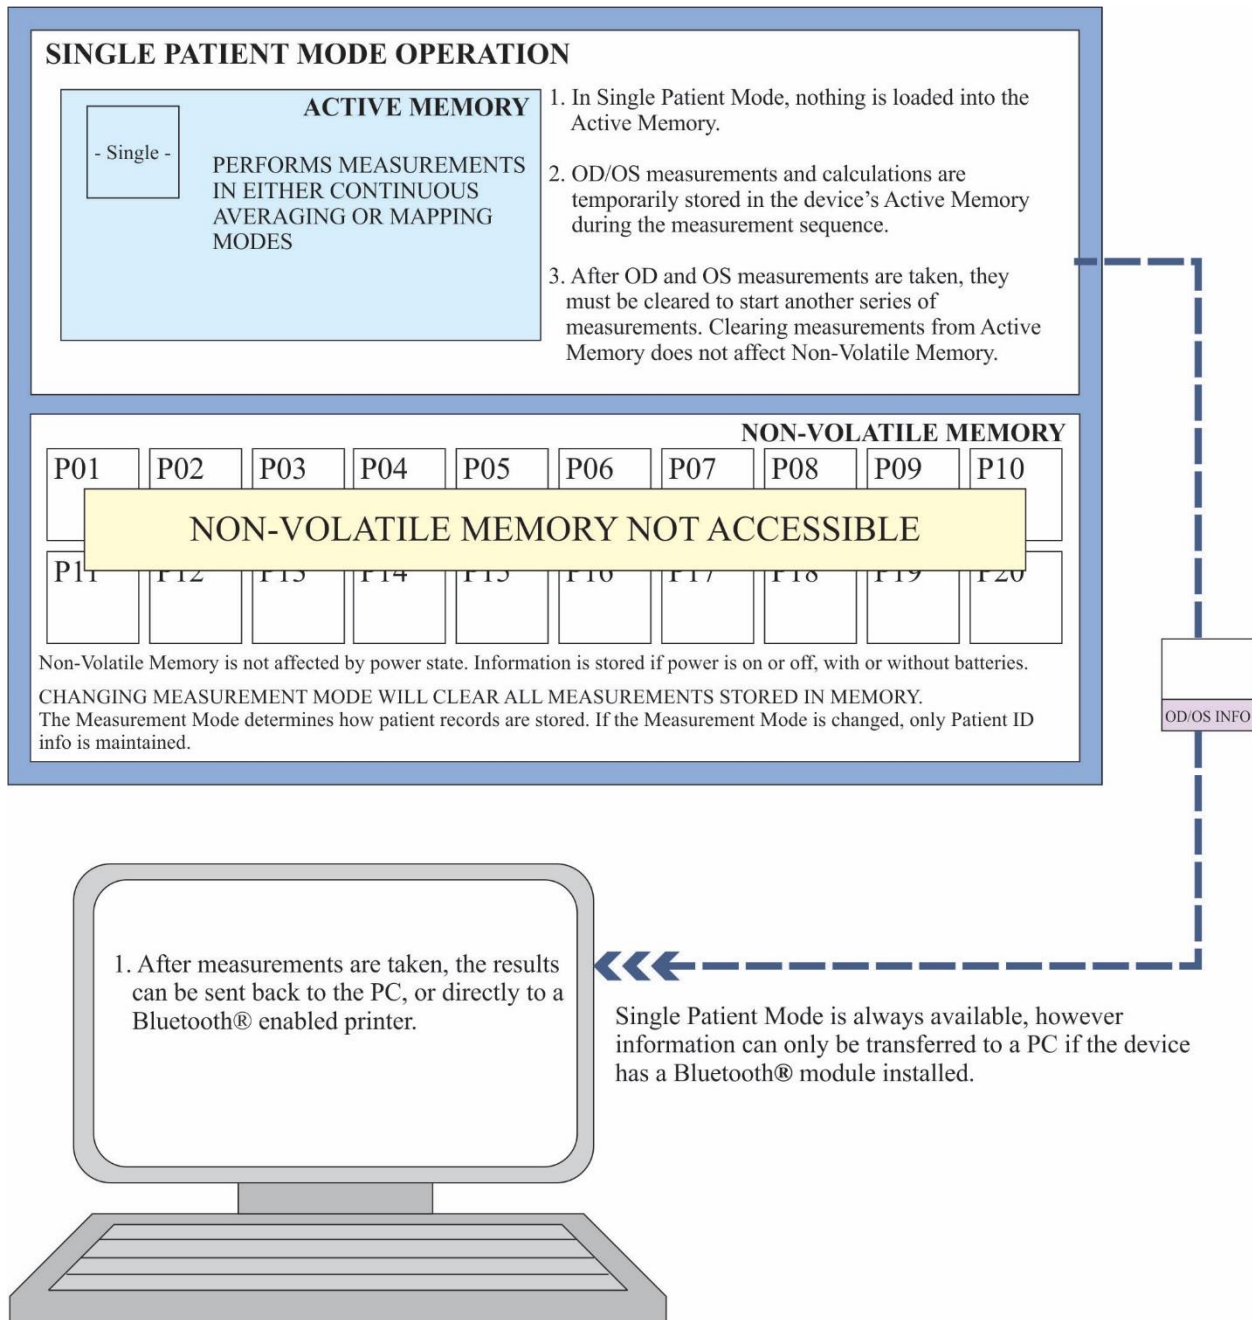 SINGLE PATIENT MODE OPERATION
- Single -
ACTIVE MEMORY
PERFORMS MEASUREMENTS
IN EITHER CONTINUOUS
AVERAGING OR MAPPING
MODES
1. In Single Patient Mode, nothing is loaded into the
Active Memory.
2. OD/OS measurements and calculations are
temporarily stored in the device's Active Memory
during the measurement sequence.
3. After OD and OS measurements are taken, they
must be cleared to start another series of
measurements. Clearing measurements from Active
Memory does not affect Non-Volatile Memory.
NON-VOLATILE MEMORY
P01 P02 P03 P04 P05 P06 P07 P08 P09 P10
NON-VOLATILE MEMORY NOT ACCESSIBLE
P11 P12 P13 P14 P15 P16 P17 P18 P19 P20
Non-Volatile Memory is not affected by power state. Information is stored if power is on or off, with or without batteries.
CHANGING MEASUREMENT MODE WILL CLEAR ALL MEASUREMENTS STORED IN MEMORY.
The Measurement Mode determines how patient records are stored. If the Measurement Mode is changed, only Patient ID
info is maintained.
OD/OS INFO
1. After measurements are taken, the results
can be sent back to the PC, or directly to a
Bluetooth® enabled printer.
Single Patient Mode is always available, however
information can only be transferred to a PC if the device
has a Bluetooth® module installed.